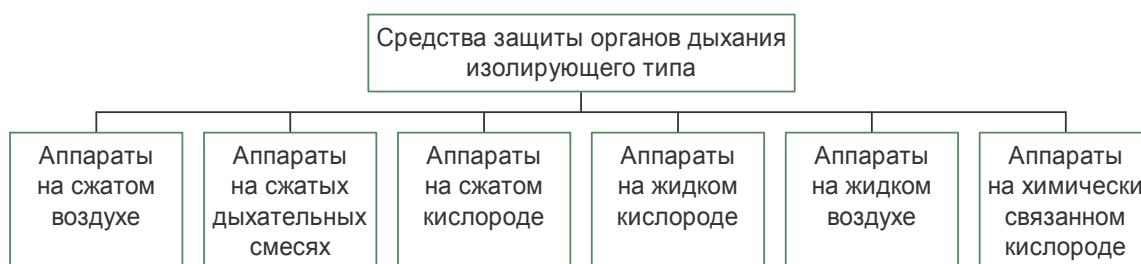 Средства защиты органов дыхания
изолирующего типа
Аппараты
на сжатом
воздухе
Аппараты
на сжатых
дыхательных
смесях
Аппараты
на сжатом
кислороде
Аппараты
на жидком
кислороде
Аппараты
на жидком
воздухе
Аппараты
на химически
связанном
кислороде